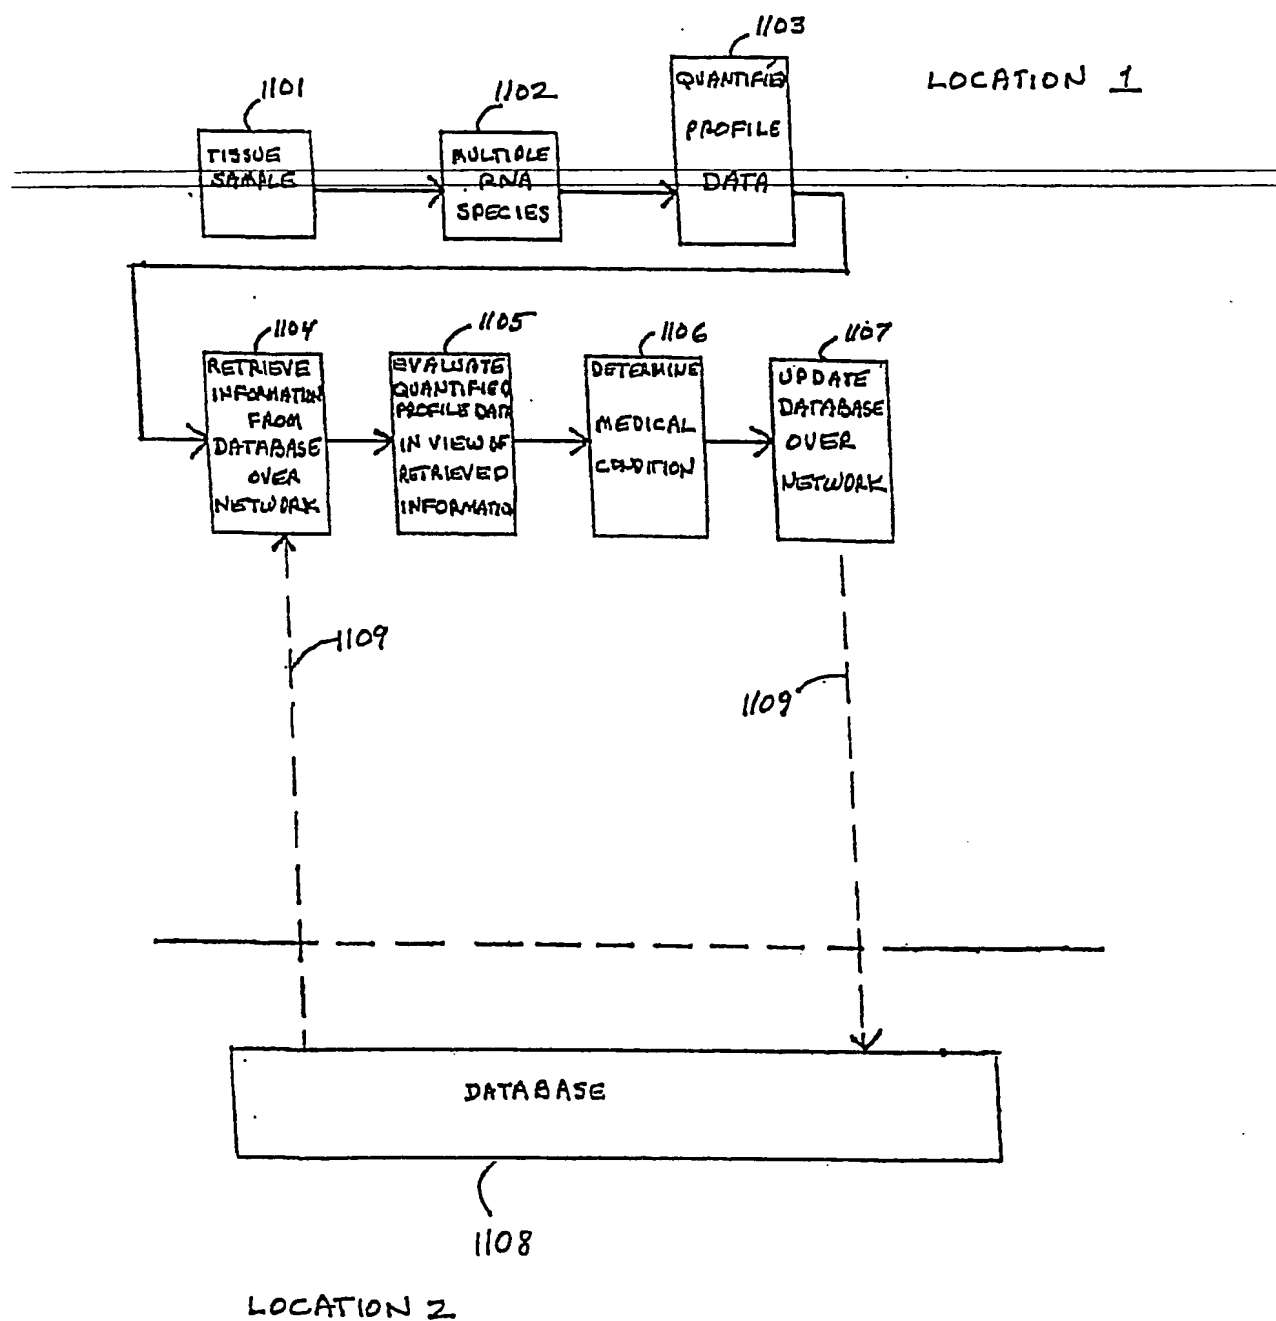 1103
LOCATION 1
1101
1102
QUANTIFIED
PROFILE
DATA
TISSUE
SAMPLE
MULTIPLE
RNA
SPECIES
1104
1105
1106
1107
RETRIEVE
INFORMATION
FROM
DATABASE
OVER
NETWORK
EVALUATE
QUANTIFIED
PROFILE DATA
IN VIEW OF
RETRIEVED
INFORMATION
DETERMINE
MEDICAL
CONDITION
UPDATE
DATABASE
OVER
NETWORK
1109
1109
DATABASE
1108
LOCATION 2